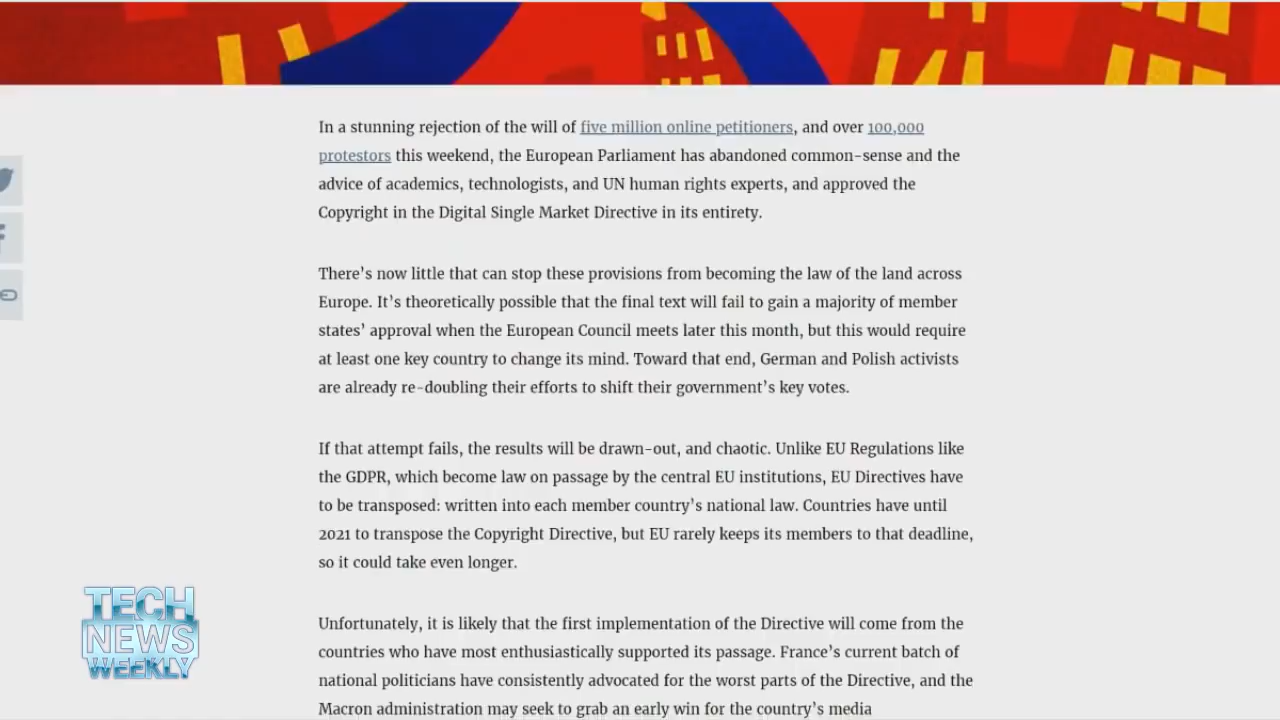 In a stunning rejection of the will of five million online petitioners, and over 100,000
protestors this weekend, the European Parliament has abandoned common-sense and the
advice of academics, technologists, and UN human rights experts, and approved the
Copyright in the Digital Single Market Directive in its entirety.
There's now little that can stop these provisions from becoming the law of the land across
Europe. It's theoretically possible that the final text will fail to gain a majority of member
states' approval when the European Council meets later this month, but this would require
at least one key country to change its mind. Toward that end, German and Polish activists
are already re-doubling their efforts to shift their government's key votes.
If that attempt fails, the results will be drawn-out, and chaotic. Unlike EU Regulations like
the GDPR, which become law on passage by the central EU institutions, EU Directives have
to be transposed: written into each member country's national law. Countries have until
2021 to transpose the Copyright Directive, but EU rarely keeps its members to that deadline,
so it could take even longer.
Unfortunately, it is likely that the first implementation of the Directive will come from the
countries who have most enthusiastically supported its passage. France's current batch of
national politicians have consistently advocated for the worst parts of the Directive, and the
Macron administration may seek to grab an early win for the country's media
TECH
NEWS
WEEKLY